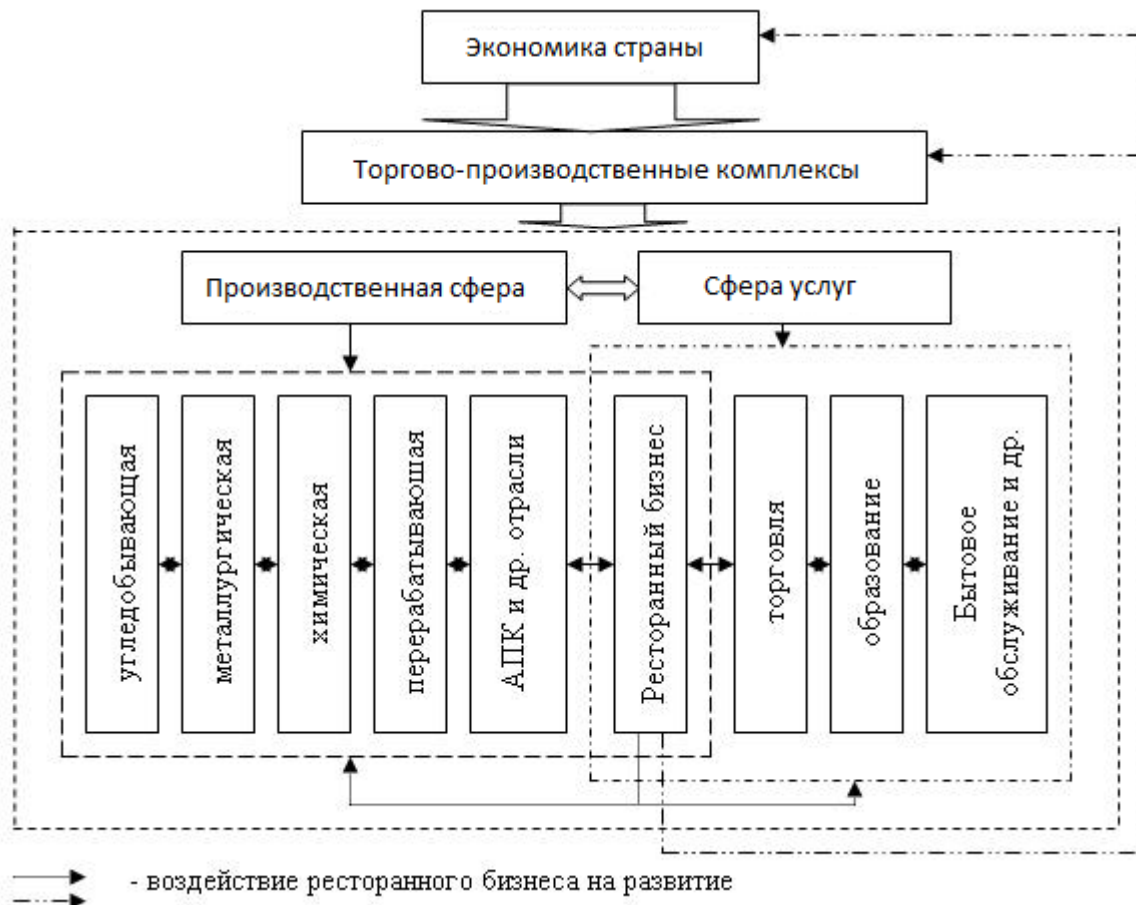 Экономика страны
Торгово-производственные комплексы
Производственная сфера
Сфера услуг
угледобывающая
металлургическая
химическая
перерабатывающая
АПК и др. отрасли
Ресторанный бизнес
торговля
образование
Бытовое
обслуживание и др.
- воздействие ресторанного бизнеса на развитие